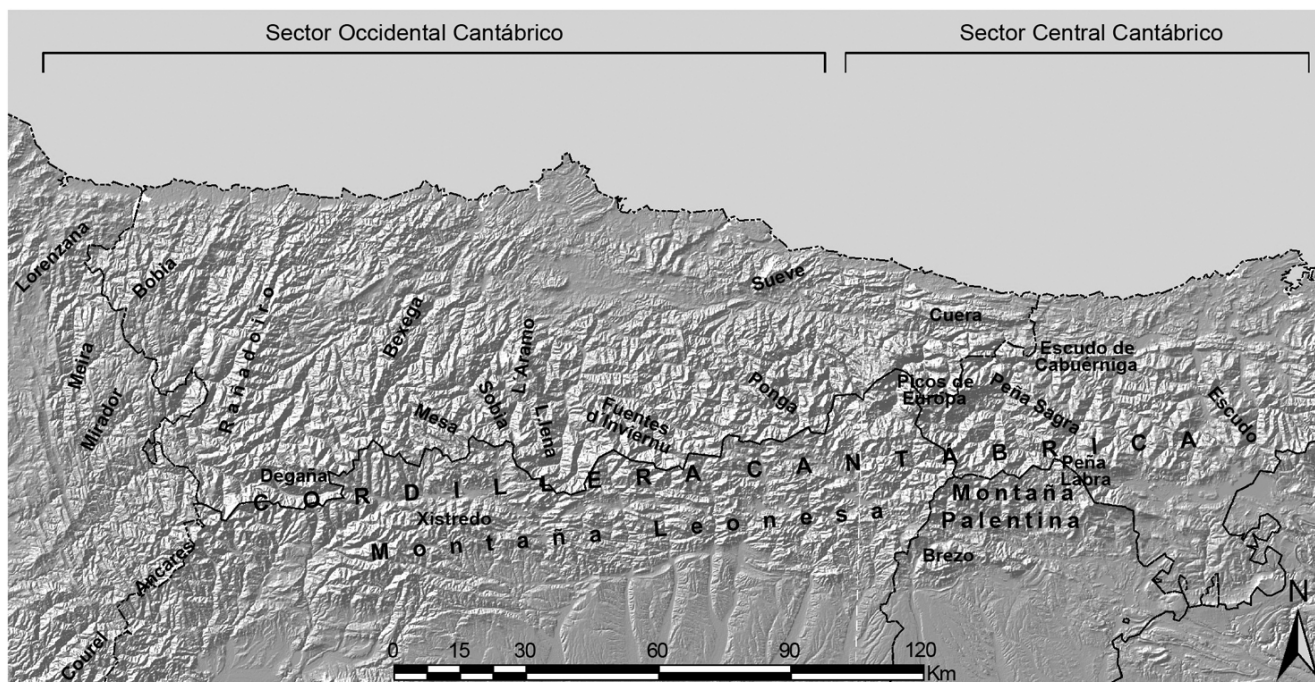 Sector Occidental Cantábrico
Sector Central Cantábrico
Lorenzana
Bobia
Sueve
Meira
Rañadoiro
Bexega
Cuera
Escudo de
Cabuérniga
Mirador
Mesa
Sobia
L'Aramo
Llena
Fuentes
d'Inviernu
Ponga
Picos de
Europa
Peña Sagra
Escudo
Degaña
CORDILLERA CANTABRICA
Peña
Labra
Xistredo
Montaña Leonesa
Montaña
Palentina
Ancares
Brezo
Courel
N
0 15 30 60 90 120
Km